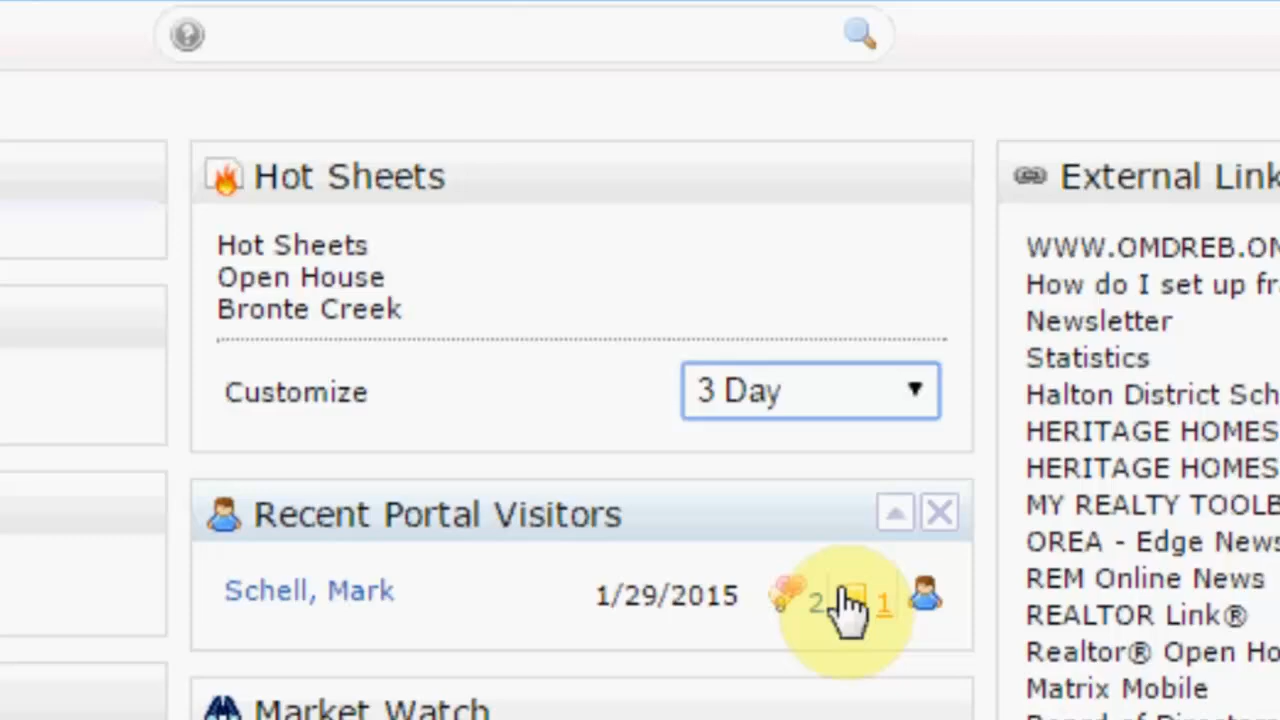 Hot Sheets
Hot Sheets
Open House
Bronte Creek
Customize
3 Day
Recent Portal Visitors
Schell, Mark
1/29/2015
2
1
Market Watch
External Link
WWW.OMDREB.ON
How do I set up fr
Newsletter
Statistics
Halton District Sch
HERITAGE HOMES
HERITAGE HOMES
MY REALTY TOOLB
OREA - Edge News
REM Online News
REALTOR Link®
Realtor® Open Ho
Matrix Mobile